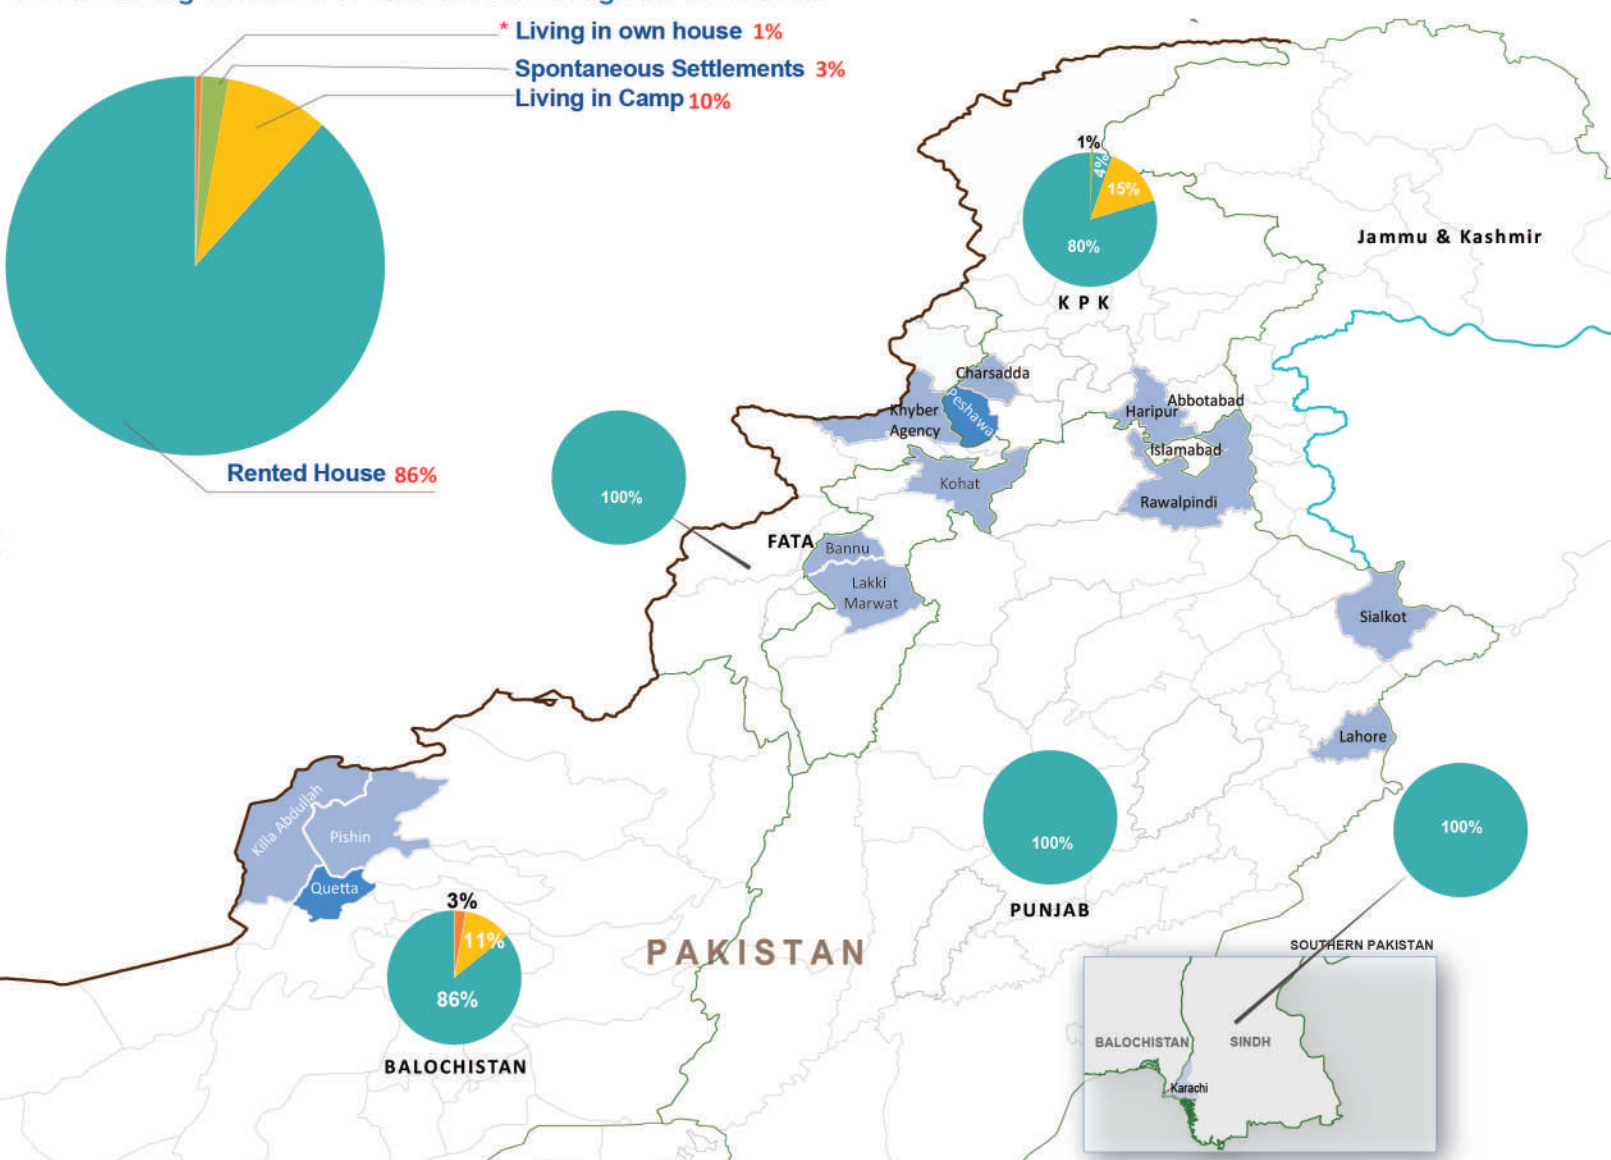 * Living in own house 1%
Spontaneous Settlements 3%
Living in Camp 10%
Rented House 86%
1%
4%
15%
80%
K P K
Jammu & Kashmir
Charsadda
Khyber
Agency
Peshawa
Haripur
Abbotabad
Islamabad
Rawalpindi
Kohat
100%
FATA
Bannu
Lakki
Marwat
Sialkot
Lahore
Killa Abdullah
Pishin
Quetta
3%
11%
86%
BALOCHISTAN
PAKISTAN
100%
PUNJAB
100%
SOUTHERN PAKISTAN
BALOCHISTAN
SINDH
Karachi